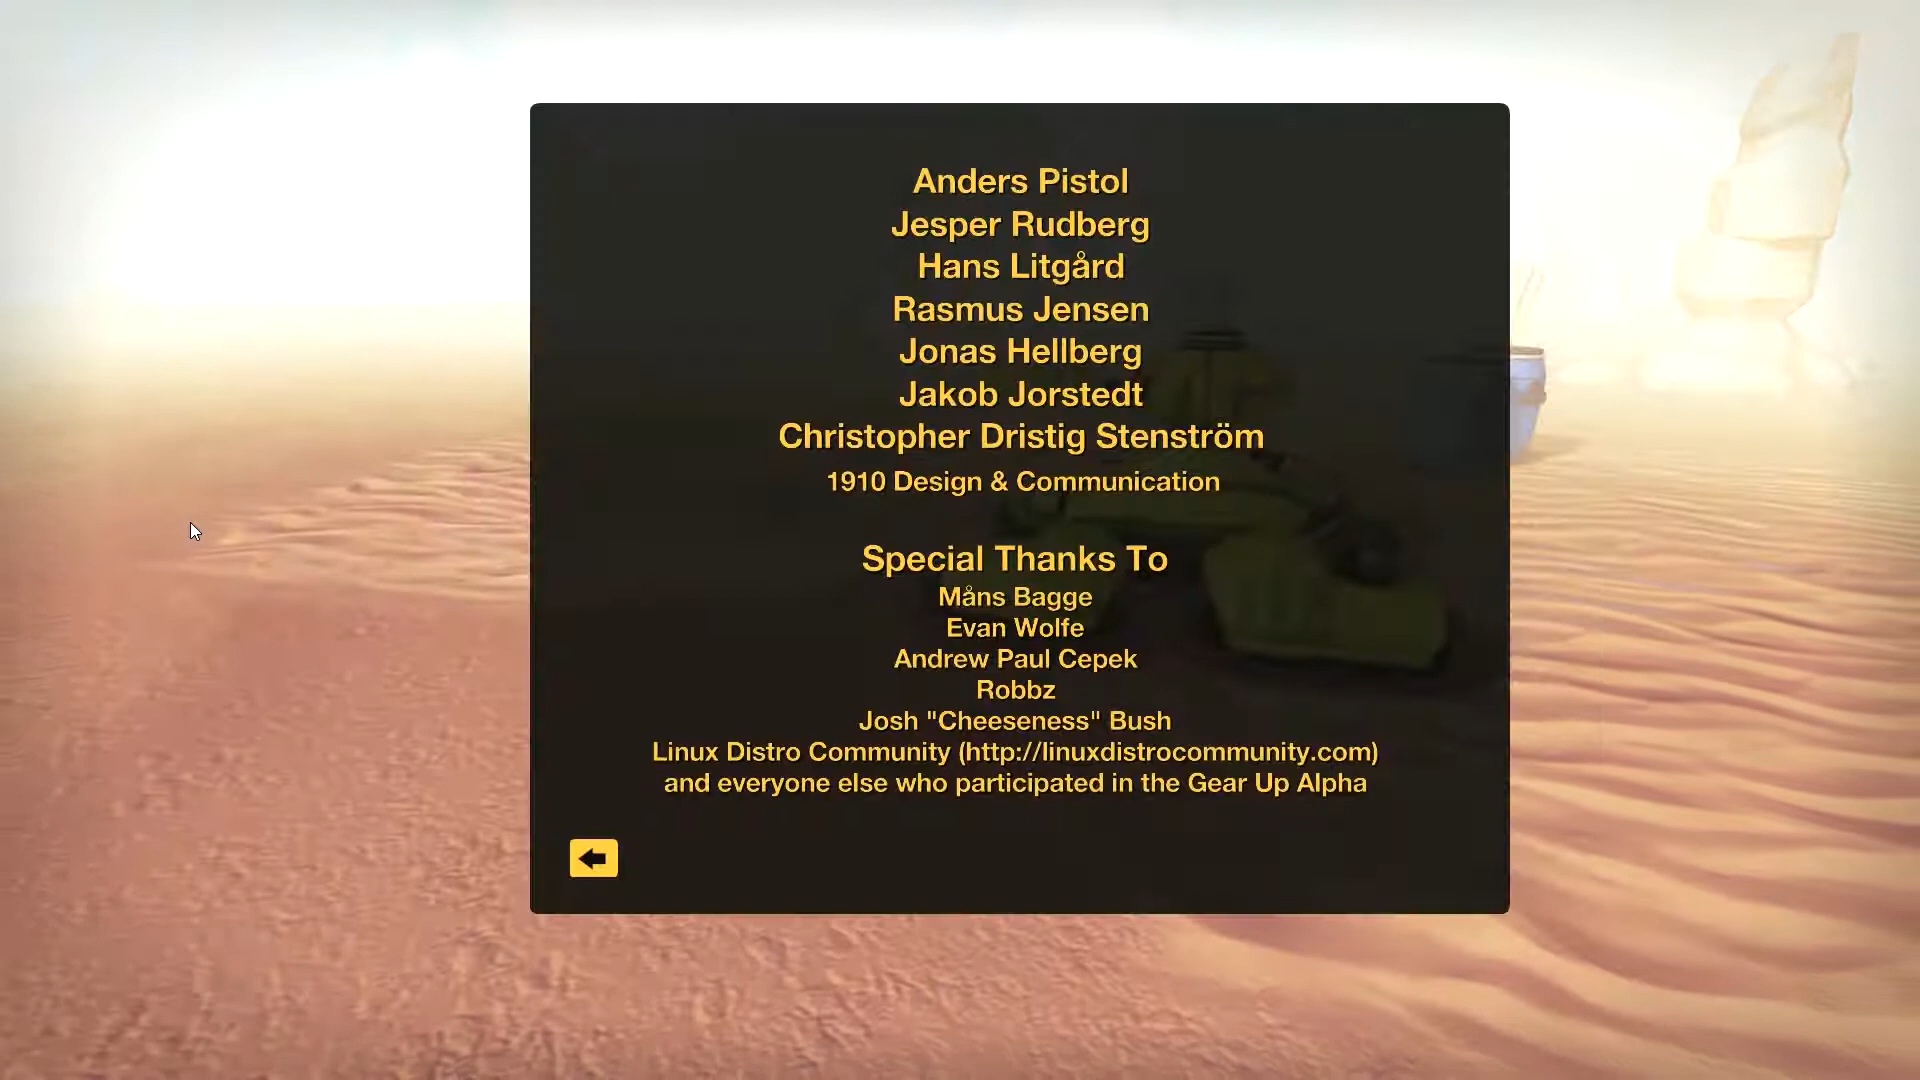 Anders Pistol
Jesper Rudberg
Hans Litgård
Rasmus Jensen
Jonas Hellberg
Jakob Jorstedt
Christopher Dristig Stenström
1910 Design & Communication
Special Thanks To
Måns Bagge
Evan Wolfe
Andrew Paul Cepek
Robbz
Josh "Cheeseness" Bush
Linux Distro Community (http://linuxdistrocommunity.com)
and everyone else who participated in the Gear Up Alpha